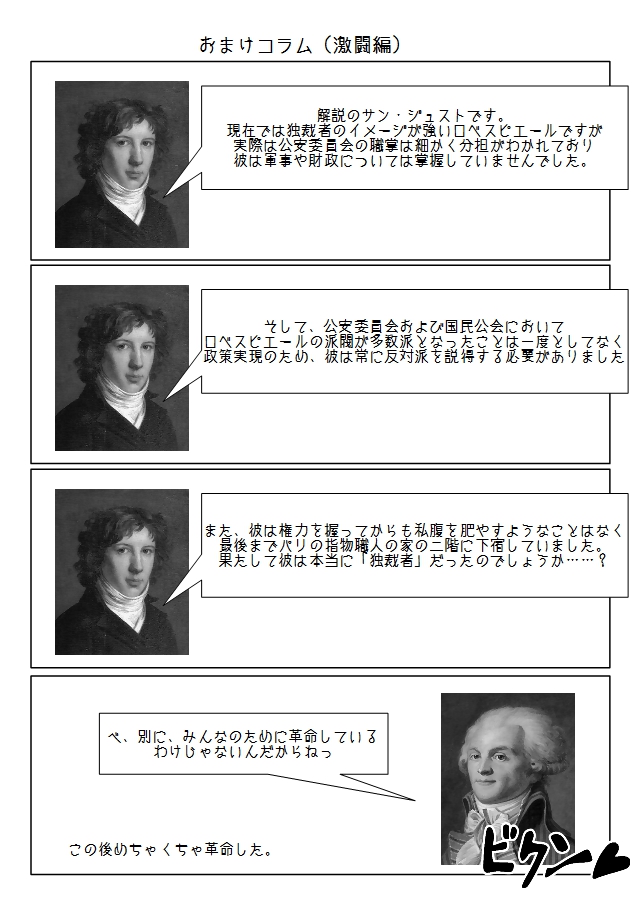 おまけコラム（激闘編）
解説のサン・ジュストです。
現在では独裁者のイメージが強いロベスピエールですが
実際は公安委員会の職掌は細かく分担がわかれており
彼は軍事や財政については掌握していませんでした。
そして、公安委員会および国民公会において
ロベスピエールの派閥が多数派となったことは一度としてなく
政策実現のため、彼は常に反対派を説得する必要がありました
また、彼は権力を握ってからも私腹を肥やすようなことはなく
最後までパリの指物職人の家の二階に下宿していました。
果たして彼は本当に「独裁者」だったのでしょうか……？
べ、別に、みんなのために革命している
わけじゃないんだからねっ
ビクン♥
この後めちゃくちゃ革命した。